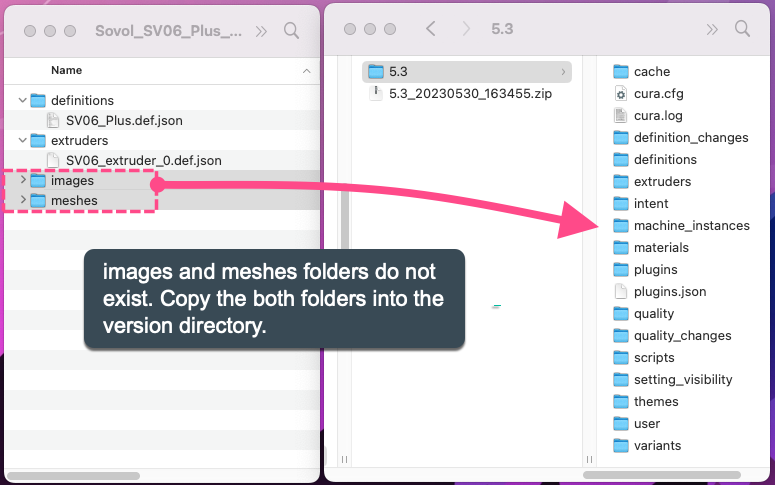 Sovol_SV06_Plus_...
Name
definitions
SV06_Plus.def.json
extruders
SV06_extruder_0.def.json
images
meshes
5.3
5.3
5.3_20230530_163455.zip
cache
cura.cfg
cura.log
definition_changes
definitions
extruders
intent
machine_instances
materials
plugins
plugins.json
quality
quality_changes
scripts
setting_visibility
themes
user
variants
images and meshes folders do not
exist. Copy the both folders into the
version directory.